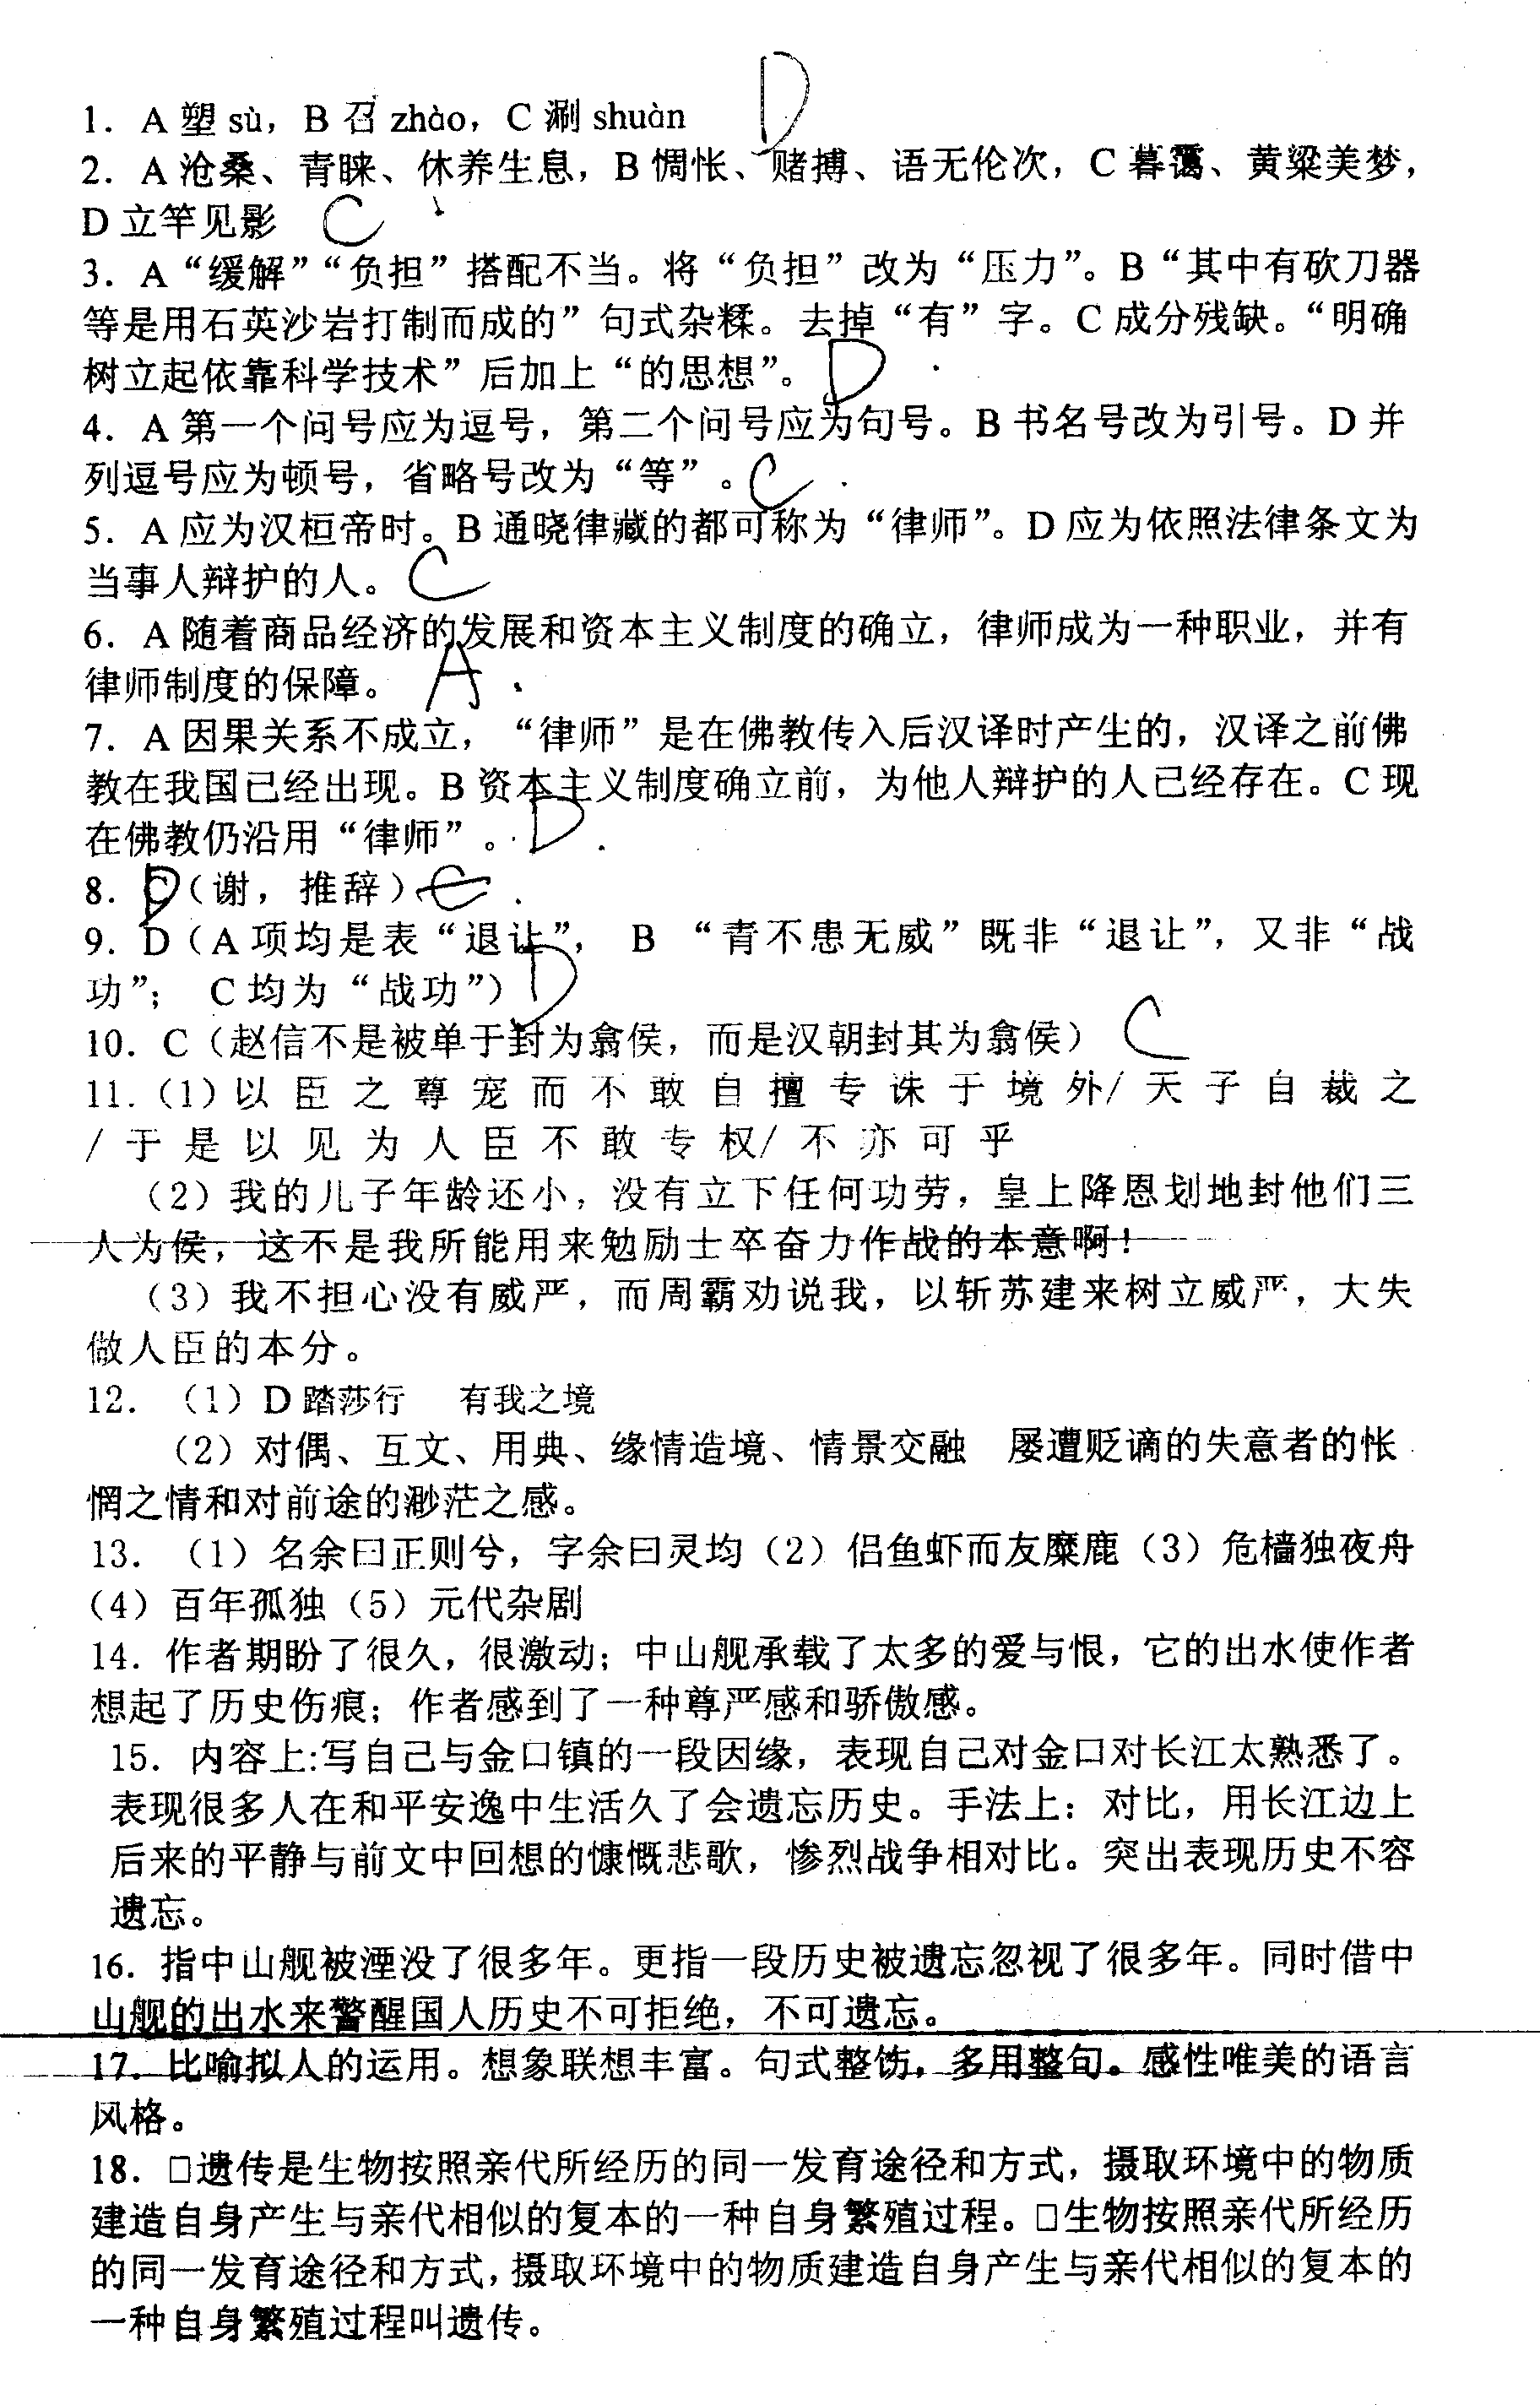 1. A 塑 sù，B 召 zhào，C 涮 shuàn D
2. A 沧桑、青睐、休养生息，B 惆怅、赌搏、语无伦次，C 暮霭、黄粱美梦，
D 立竿见影 C
3. A “缓解”“负担”搭配不当。将“负担”改为“压力”。B “其中有砍刀器
等是用石英沙岩打制而成的”句式杂糅。去掉“有”字。C 成分残缺。“明确
树立起依靠科学技术”后加上“的思想”。 D
4. A 第一个问号应为逗号，第二个问号应为句号。B 书名号改为引号。D 并
列逗号应为顿号，省略号改为“等”。 C
5. A 应为汉桓帝时。B 通晓律藏的都可称为“律师”。D 应为依照法律条文为
当事人辩护的人。 C
6. A 随着商品经济的发展和资本主义制度的确立，律师成为一种职业，并有
律师制度的保障。 A
7. A 因果关系不成立，“律师”是在佛教传入后汉译时产生的，汉译之前佛
教在我国已经出现。B 资本主义制度确立前，为他人辩护的人已经存在。C 现
在佛教仍沿用“律师”。 D
8. D（谢，推辞）C
9. D（A 项均是表“退让”， B “青不患无威”既非“退让”，又非“战
功”； C 均为“战功”） D
10. C（赵信不是被单于封为翕侯，而是汉朝封其为翕侯） C
11.（1）以臣之尊宠而不敢自擅专诛于境外/天子自裁之
/于是以见为人臣不敢专权/不亦可乎
（2）我的儿子年龄还小，没有立下任何功劳，皇上降恩划地封他们三
人为侯，这不是我所能用来勉励士卒奋力作战的本意啊！
（3）我不担心没有威严，而周霸劝说我，以斩苏建来树立威严，大失
做人臣的本分。
12. （1）D 踏莎行 有我之境
（2）对偶、互文、用典、缘情造境、情景交融 屡遭贬谪的失意者的怅
惘之情和对前途的渺茫之感。
13. （1）名余曰正则兮，字余曰灵均（2）侣鱼虾而友麋鹿（3）危樯独夜舟
（4）百年孤独（5）元代杂剧
14. 作者期盼了很久，很激动；中山舰承载了太多的爱与恨，它的出水使作者
想起了历史伤痕；作者感到了一种尊严感和骄傲感。
15. 内容上:写自己与金口镇的一段因缘，表现自己对金口对长江太熟悉了。
表现很多人在和平安逸中生活久了会遗忘历史。手法上：对比，用长江边上
后来的平静与前文中回想的慷慨悲歌，惨烈战争相对比。突出表现历史不容
遗忘。
16. 指中山舰被湮没了很多年。更指一段历史被遗忘忽视了很多年。同时借中
山舰的出水来警醒国人历史不可拒绝，不可遗忘。
17. 比喻拟人的运用。想象联想丰富。句式整饬，多用整句。感性唯美的语言
风格。
18. □遗传是生物按照亲代所经历的同一发育途径和方式，摄取环境中的物质
建造自身产生与亲代相似的复本的一种自身繁殖过程。□生物按照亲代所经历
的同一发育途径和方式，摄取环境中的物质建造自身产生与亲代相似的复本的
一种自身繁殖过程叫遗传。